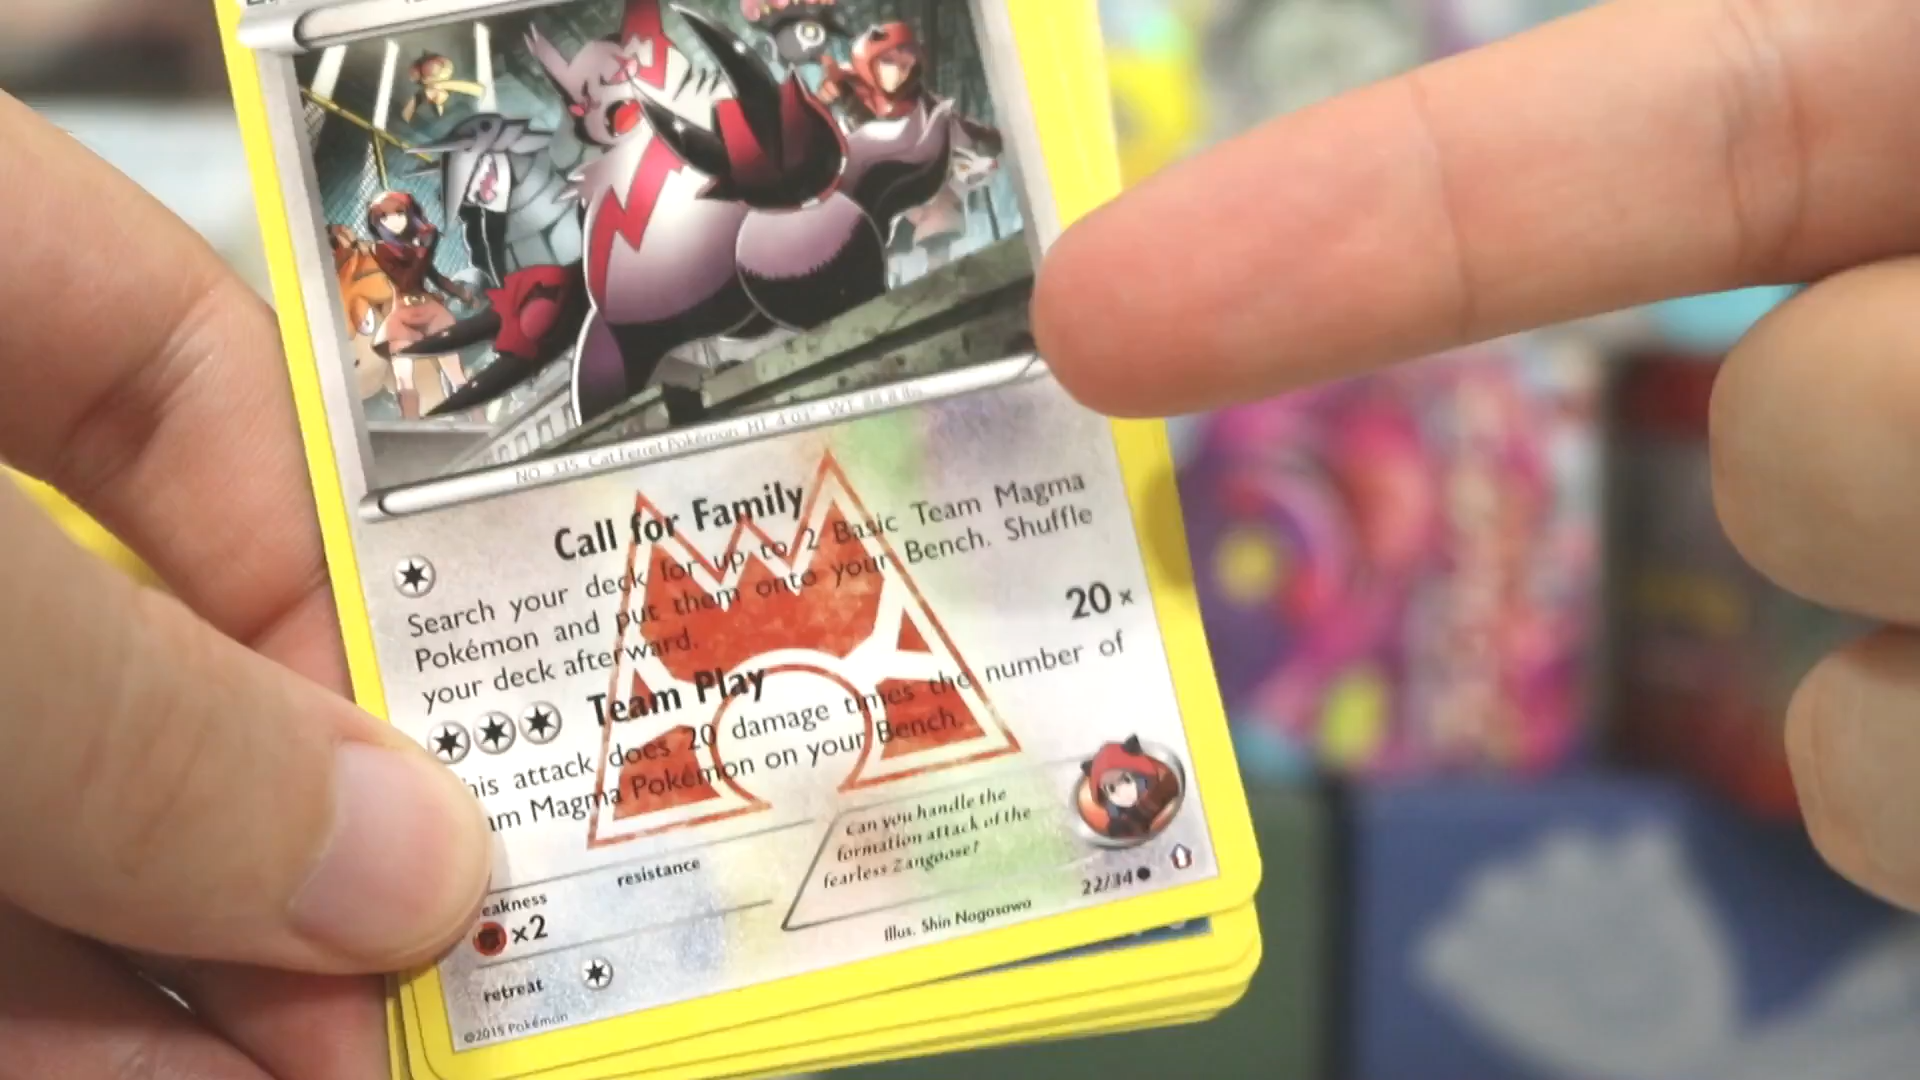 NO. 335 Cat Ferret Pokémon HT 4'03" WT 88.8 lbs.
Call for Family
Search your deck for up to 2 Basic Team Magma
Pokémon and put them onto your Bench. Shuffle
your deck afterward.
Team Play 20×
his attack does 20 damage times the number of
am Magma Pokémon on your Bench.
Can you handle the
formation attack of the
fearless Zangoose?
eakness
×2
resistance
retreat
22/34
Illus. Shin Nagasawa
©2015 Pokémon